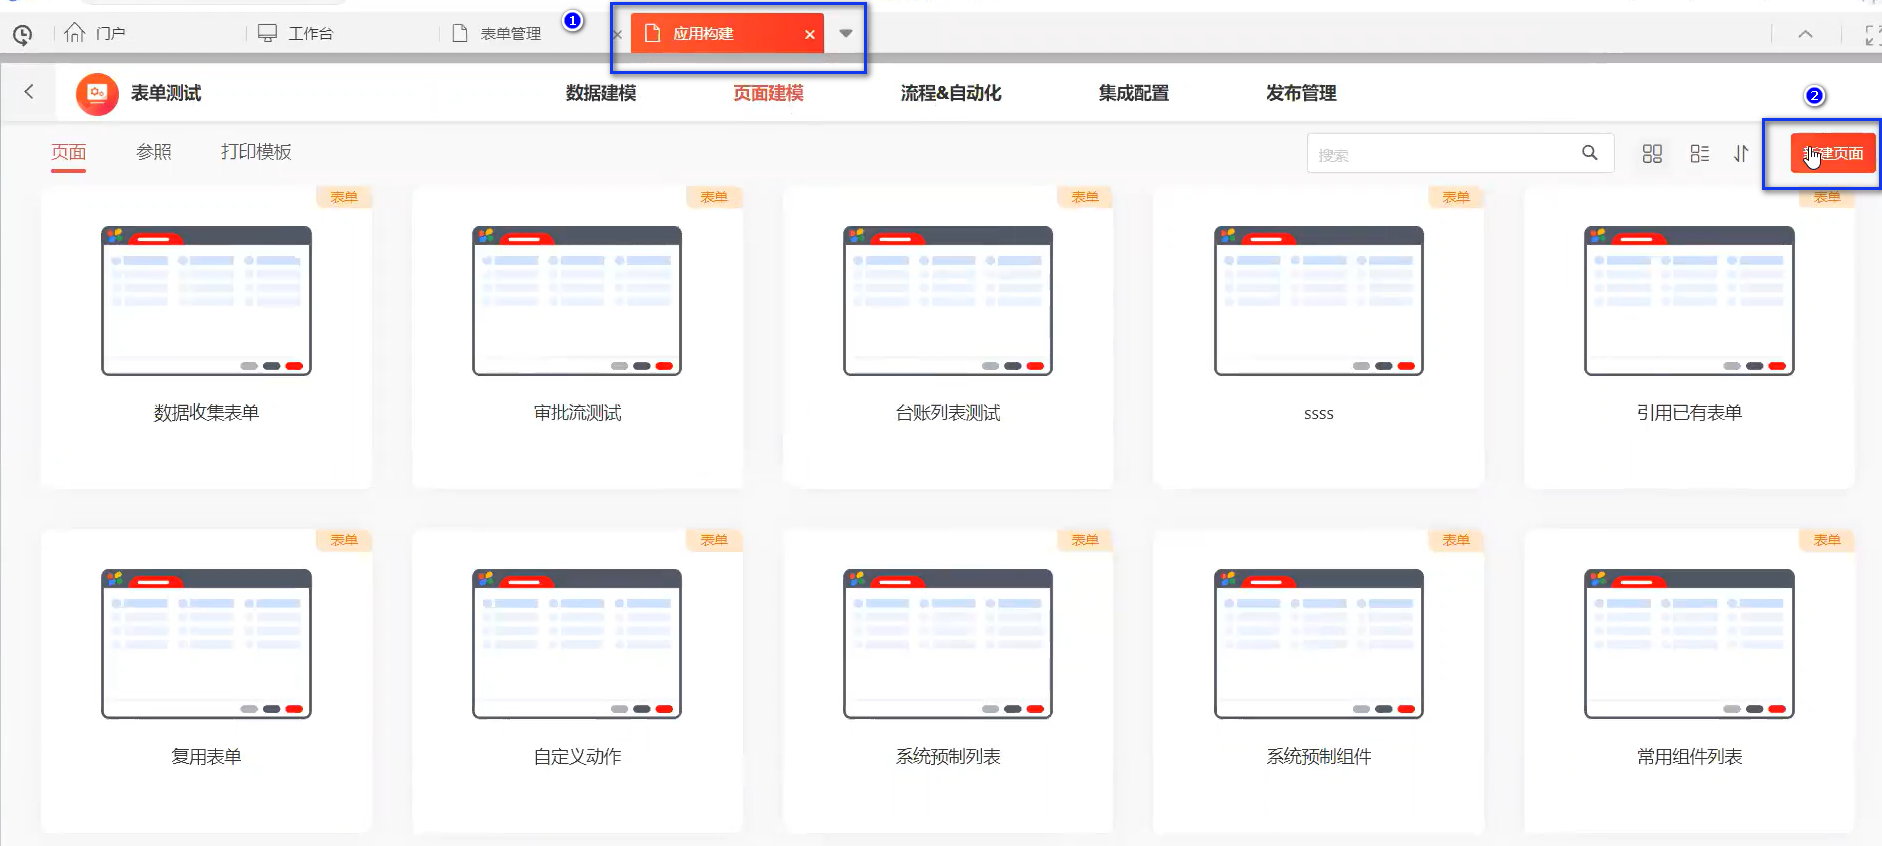 门户
工作台
表单管理
1
应用构建
表单测试
数据建模
页面建模
流程&自动化
集成配置
发布管理
2
页面
参照
打印模板
搜索
建页面
表单
表单
表单
表单
表单
数据收集表单
审批流测试
台账列表测试
ssss
引用已有表单
表单
表单
表单
表单
表单
复用表单
自定义动作
系统预制列表
系统预制组件
常用组件列表